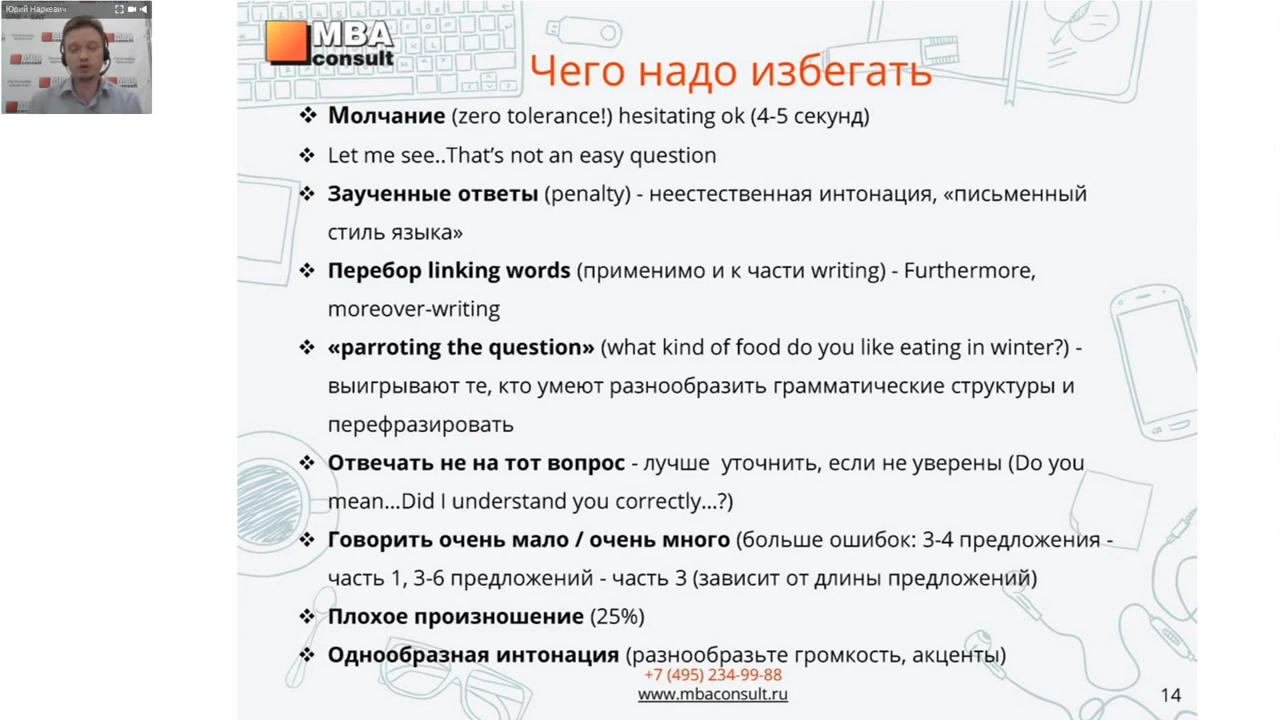 Юрий Наркевич
MBA
consult
Чего надо избегать
❖ Молчание (zero tolerance!) hesitating ok (4-5 секунд)
❖ Let me see..That’s not an easy question
❖ Заученные ответы (penalty) - неестественная интонация, «письменный
стиль языка»
❖ Перебор linking words (применимо и к части writing) - Furthermore,
moreover-writing
❖ «parroting the question» (what kind of food do you like eating in winter?) -
выигрывают те, кто умеют разнообразить грамматические структуры и
перефразировать
❖ Отвечать не на тот вопрос - лучше уточнить, если не уверены (Do you
mean...Did I understand you correctly...?)
❖ Говорить очень мало / очень много (больше ошибок: 3-4 предложения -
часть 1, 3-6 предложений - часть 3 (зависит от длины предложений)
❖ Плохое произношение (25%)
❖ Однообразная интонация (разнообразьте громкость, акценты)
+7 (495) 234-99-88
www.mbaconsult.ru
14